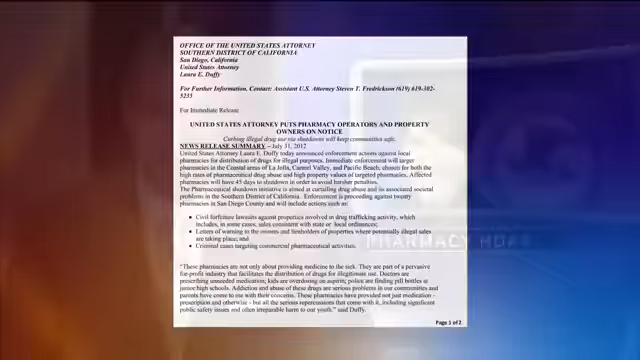 OFFICE OF THE UNITED STATES ATTORNEY
SOUTHERN DISTRICT OF CALIFORNIA
San Diego, California
United States Attorney
Laura E. Duffy
For Further Information, Contact: Assistant U.S. Attorney Steven T. Fredrickson (619) 619-302-
5235
For Immediate Release
UNITED STATES ATTORNEY PUTS PHARMACY OPERATORS AND PROPERTY
OWNERS ON NOTICE
Curbing illegal drug use via shutdowns will keep communities safe.
NEWS RELEASE SUMMARY – July 31, 2012
United States Attorney Laura E. Duffy today announced enforcement actions against local
pharmacies for distribution of drugs for illegal purposes. Immediate enforcement will target
pharmacies in the Coastal areas of La Jolla, Carmel Valley, and Pacific Beach, chosen for both the
high rates of pharmaceutical drug abuse and high property values of targeted pharmacies. Affected
pharmacies will have 45 days to shutdown in order to avoid harsher penalties.
The Pharmaceutical shutdown initiative is aimed at curtailing drug abuse and its associated societal
problems in the Southern District of California. Enforcement is proceeding against twenty
pharmacies in San Diego County and will include actions such as:
• Civil forfeiture lawsuits against properties involved in drug trafficking activity, which
includes, in some cases, sales consistent with state or local ordinances;
• Letters of warning to the owners and lienholders of properties where potentially illegal sales
are taking place; and
• Criminal cases targeting commercial pharmaceutical activities.
"These pharmacies are not only about providing medicine to the sick. They are part of a pervasive
for-profit industry that facilitates the distribution of drugs for illegitimate use. Doctors are
prescribing unneeded medication; kids are overdosing on aspirin; police are finding pill bottles at
junior high schools. Addiction and abuse of these drugs are serious problems in our communities and
parents have come to me with their concerns. These pharmacies have provided not just medication -
prescription and otherwise - but all the serious repercussions that come with it, including significant
public safety issues and often irreparable harm to our youth." said Duffy.
Page 1 of 2
PHARMACY HOAX